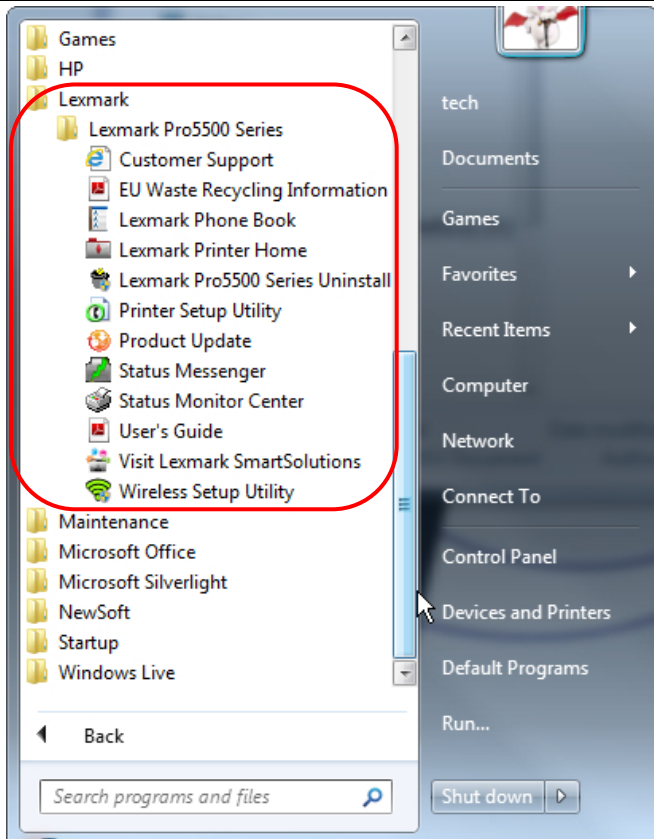 Games
HP
Lexmark
Lexmark Pro5500 Series
Customer Support
EU Waste Recycling Information
Lexmark Phone Book
Lexmark Printer Home
Lexmark Pro5500 Series Uninstall
Printer Setup Utility
Product Update
Status Messenger
Status Monitor Center
User's Guide
Visit Lexmark SmartSolutions
Wireless Setup Utility
Maintenance
Microsoft Office
Microsoft Silverlight
NewSoft
Startup
Windows Live
Back
Search programs and files
tech
Documents
Games
Favorites
Recent Items
Computer
Network
Connect To
Control Panel
Devices and Printers
Default Programs
Run...
Shut down